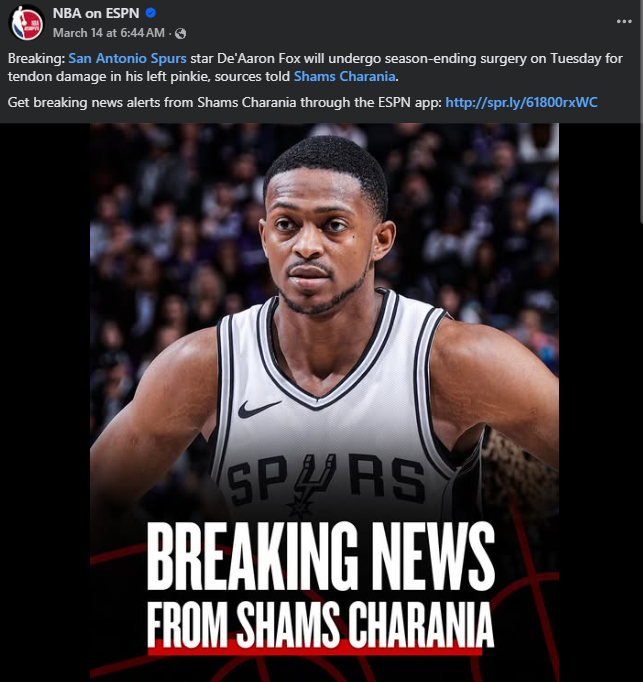 NBA on ESPN
March 14 at 6:44 AM ·
Breaking: San Antonio Spurs star De'Aaron Fox will undergo season-ending surgery on Tuesday for
tendon damage in his left pinkie, sources told Shams Charania.
Get breaking news alerts from Shams Charania through the ESPN app: http://spr.ly/61800rxWC
SPURS
BREAKING NEWS
FROM SHAMS CHARANIA